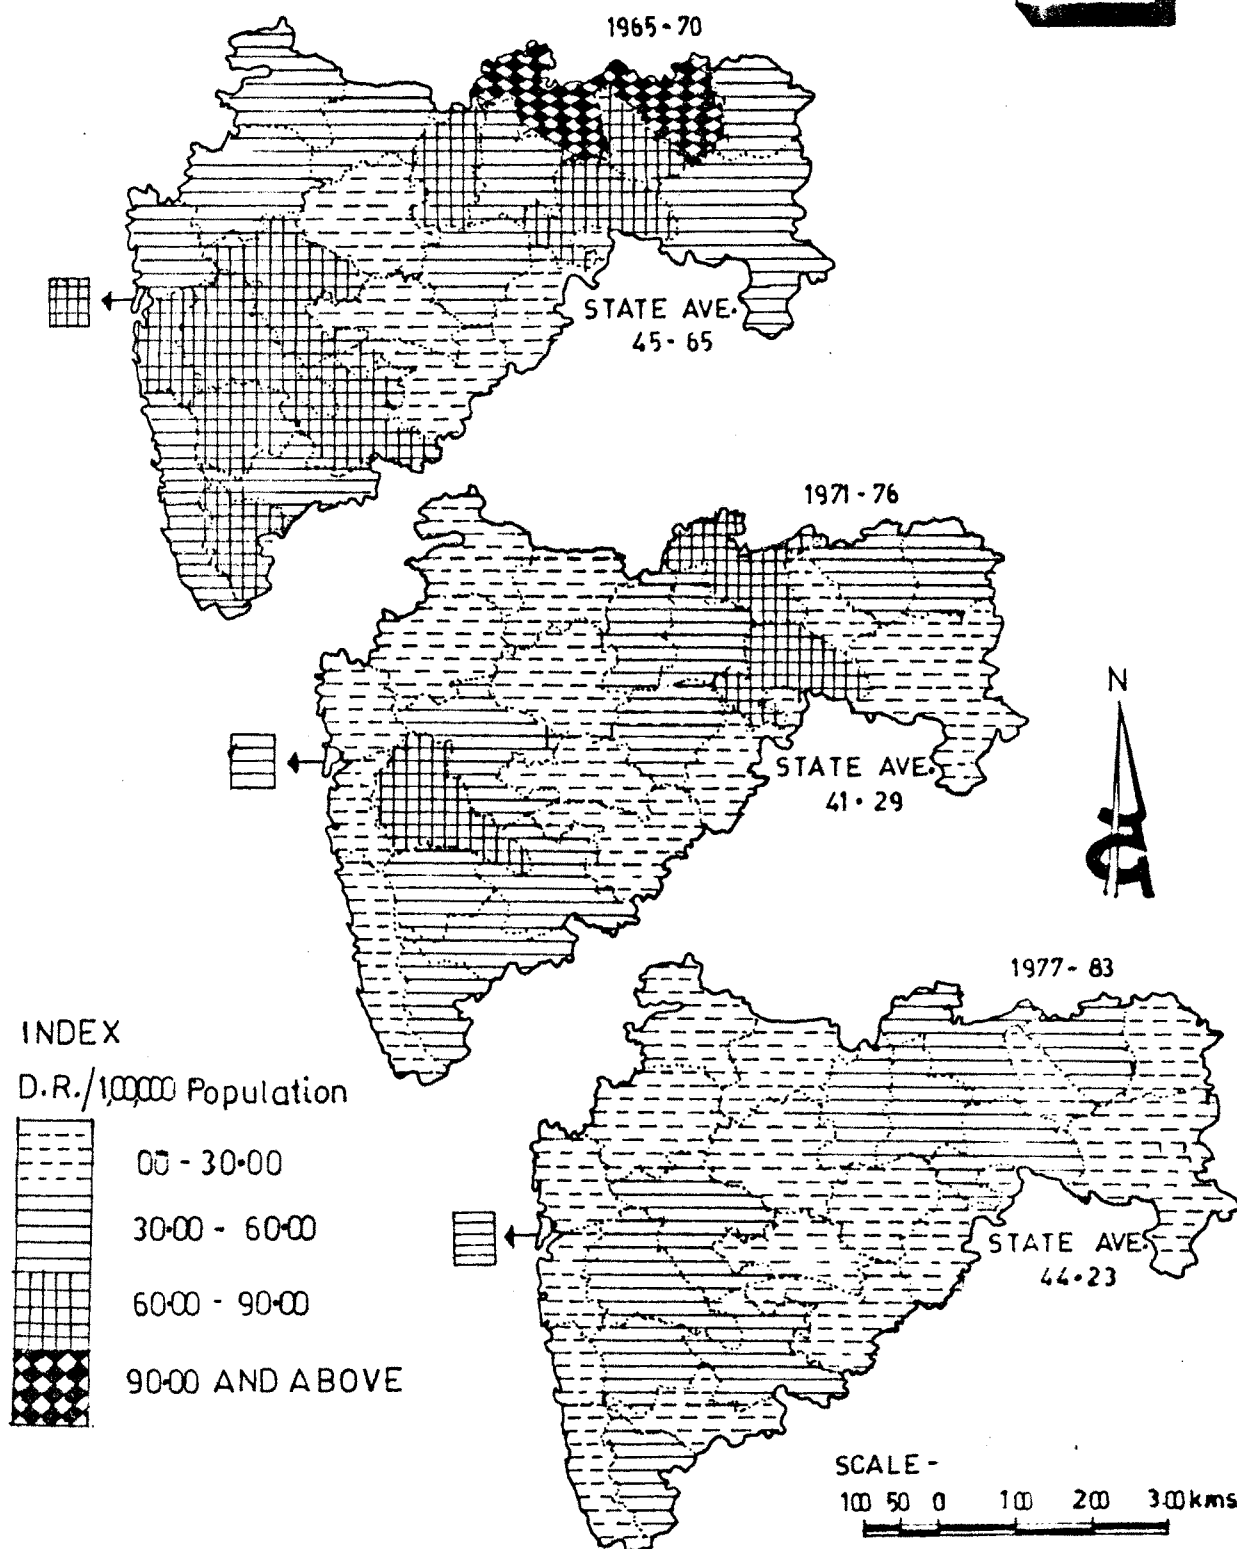 1965-70
STATE AVE.
45·65
1971-76
N
STATE AVE.
41·29
1977-83
STATE AVE.
44·23
INDEX
D.R./1,00,000 Population
00 - 30·00
30·00 - 60·00
60·00 - 90·00
90·00 AND ABOVE
SCALE-
100 50 0 100 200 300 kms